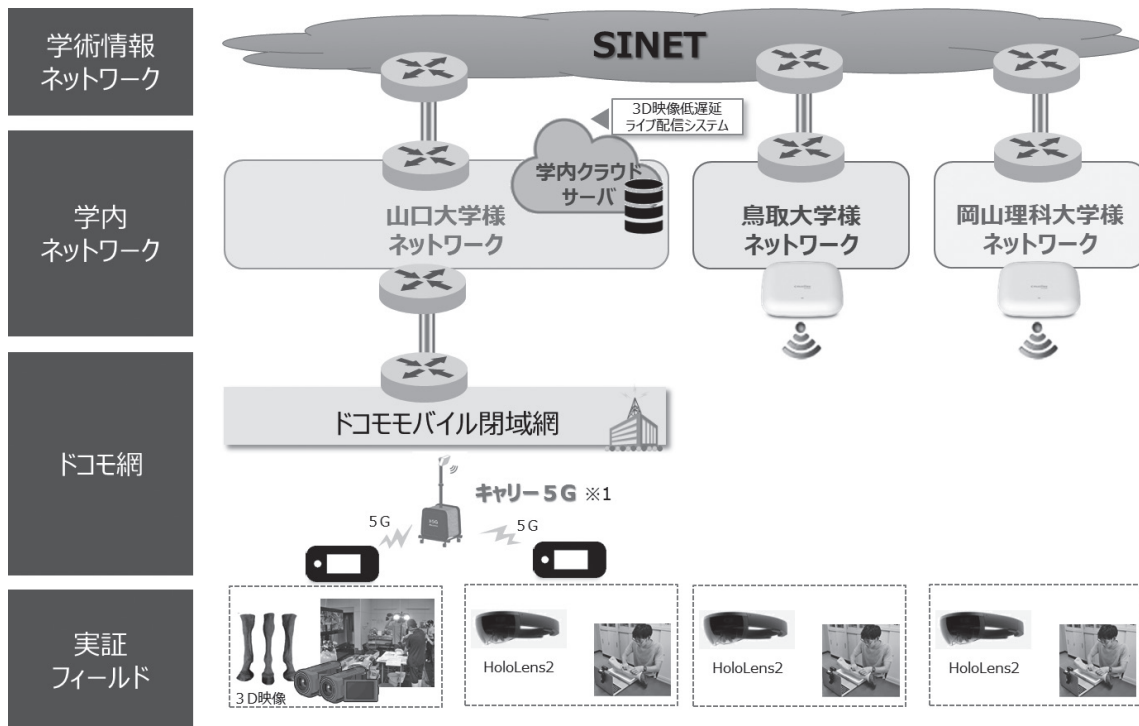 学術情報
ネットワーク
SINET
3D映像低遅延
ライブ配信システム
学内
ネットワーク
学内クラウド
サーバ
山口大学様
ネットワーク
鳥取大学様
ネットワーク
岡山理科大学様
ネットワーク
ドコモ網
ドコモモバイル閉域網
キャリー5G ※1
5G
5G
実証
フィールド
3D映像
HoloLens2
HoloLens2
HoloLens2